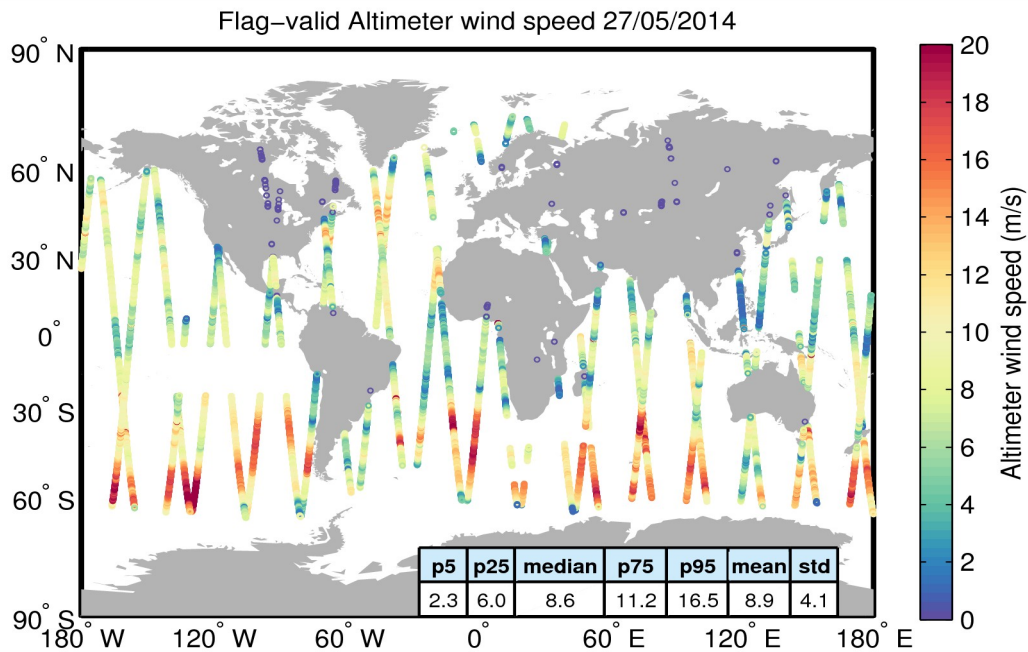 Flag−valid Altimeter wind speed 27/05/2014
90° N
60° N
30° N
0°
30° S
60° S
90° S
180° W
120° W
60° W
0°
60° E
120° E
180° E
p5 p25 median p75 p95 mean std
2.3 6.0 8.6 11.2 16.5 8.9 4.1
20
18
16
14
12
10
8
6
4
2
0
Altimeter wind speed (m/s)